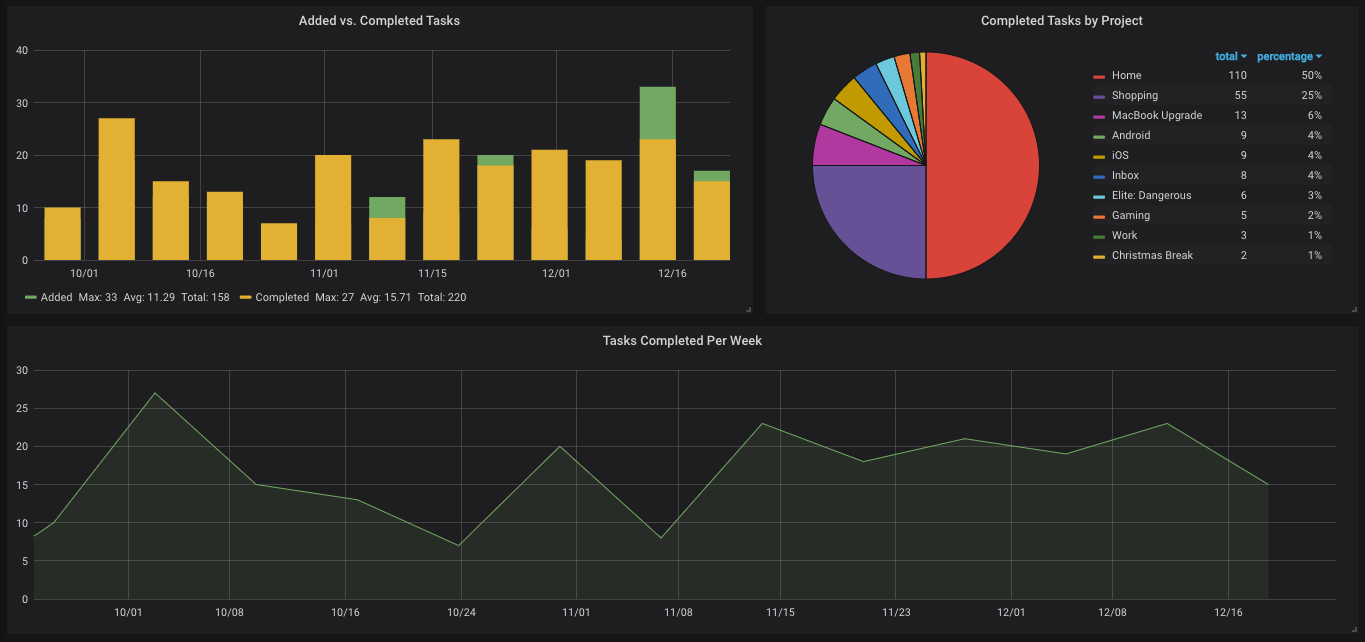 Added vs. Completed Tasks
40
30
20
10
0
10/01 10/16 11/01 11/15 12/01 12/16
Added Max: 33 Avg: 11.29 Total: 158 Completed Max: 27 Avg: 15.71 Total: 220
Completed Tasks by Project
total percentage
Home 110 50%
Shopping 55 25%
MacBook Upgrade 13 6%
Android 9 4%
iOS 9 4%
Inbox 8 4%
Elite: Dangerous 6 3%
Gaming 5 2%
Work 3 1%
Christmas Break 2 1%
Tasks Completed Per Week
30
25
20
15
10
5
0
10/01 10/08 10/16 10/24 11/01 11/08 11/15 11/23 12/01 12/08 12/16